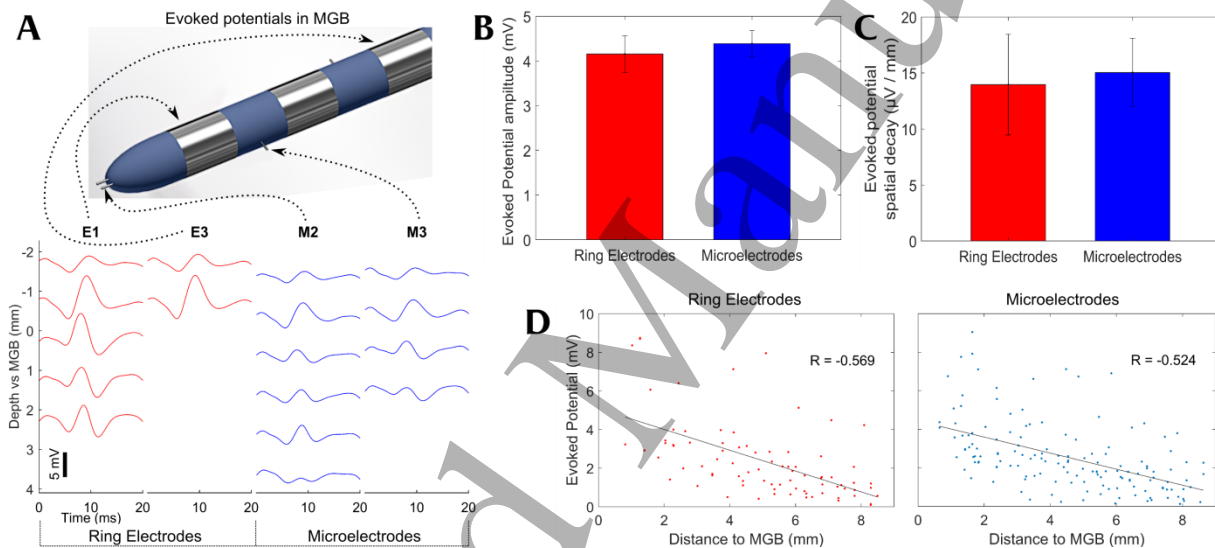 A
Evoked potentials in MGB
E1
E3
M2
M3
Depth vs MGB (mm)
-2
-1
0
1
2
3
4
5 mV
0
10
20
10
20
0
10
20
0
10
20
Time (ms)
Ring Electrodes
Microelectrodes
B
Evoked Potential ampilitude (mV)
5
4
3
2
1
0
Ring Electrodes
Microelectrodes
C
Evoked potential
spatial decay (µV / mm)
20
15
10
5
0
Ring Electrodes
Microelectrodes
D
Ring Electrodes
R = -0.569
Evoked Potential (mV)
10
8
6
4
2
0
0
2
4
6
8
Distance to MGB (mm)
Microelectrodes
R = -0.524
0
2
4
6
8
Distance to MGB (mm)
d Manu